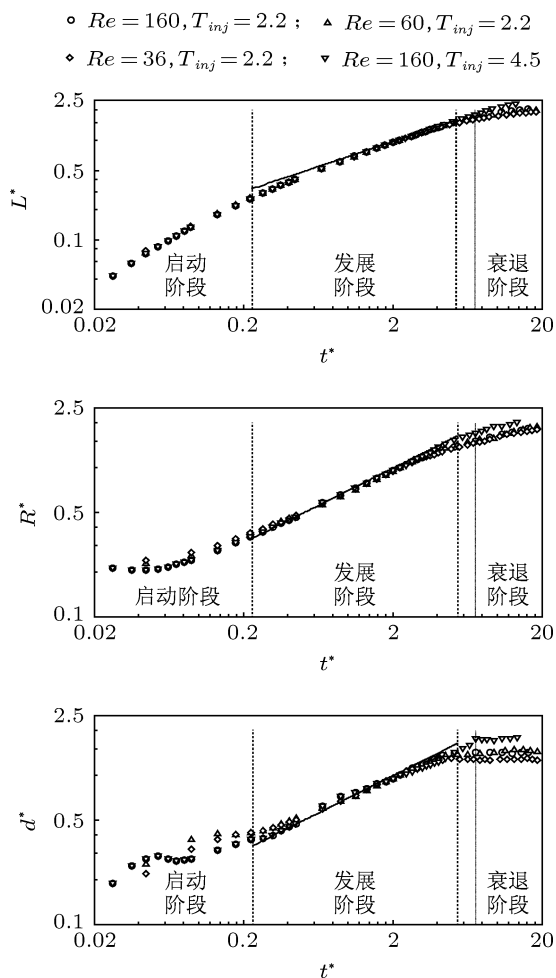 ○ Re=160, T_inj=2.2； △ Re=60, T_inj=2.2
◇ Re=36, T_inj=2.2； ▽ Re=160, T_inj=4.5
2.5
0.5
L*
0.1
启动 发展 衰退
阶段 阶段 阶段
0.02
0.02 0.2 2 20
t*
2.5
0.5
R*
启动阶段 发展 衰退
阶段 阶段
0.1
0.02 0.2 2 20
t*
2.5
0.5
d*
启动 发展 衰退
阶段 阶段 阶段
0.1
0.02 0.2 2 20
t*